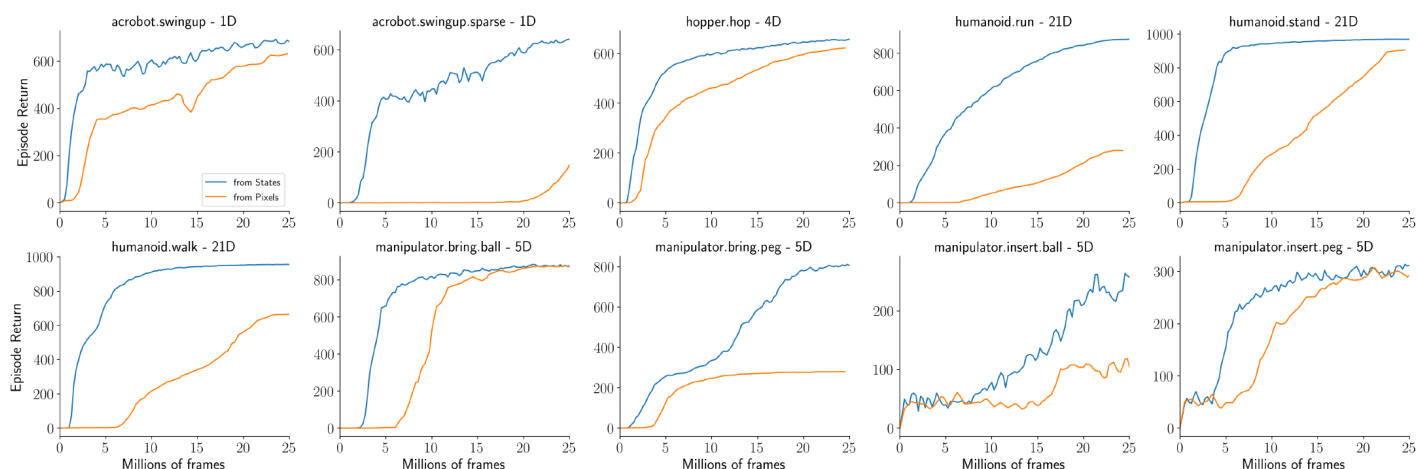 acrobot.swingup - 1D
acrobot.swingup.sparse - 1D
hopper.hop - 4D
humanoid.run - 21D
humanoid.stand - 21D
Episode Return
600
400
200
0
0 5 10 15 20 25
from States
from Pixels
600
400
200
0
0 5 10 15 20 25
600
400
200
0
0 5 10 15 20 25
800
600
400
200
0
0 5 10 15 20 25
1000
800
600
400
200
0
0 5 10 15 20 25
humanoid.walk - 21D
manipulator.bring.ball - 5D
manipulator.bring.peg - 5D
manipulator.insert.ball - 5D
manipulator.insert.peg - 5D
Episode Return
1000
800
600
400
200
0
0 5 10 15 20 25
Millions of frames
800
600
400
200
0
0 5 10 15 20 25
Millions of frames
800
600
400
200
0
0 5 10 15 20 25
Millions of frames
200
100
0
0 5 10 15 20 25
Millions of frames
300
200
100
0
0 5 10 15 20 25
Millions of frames